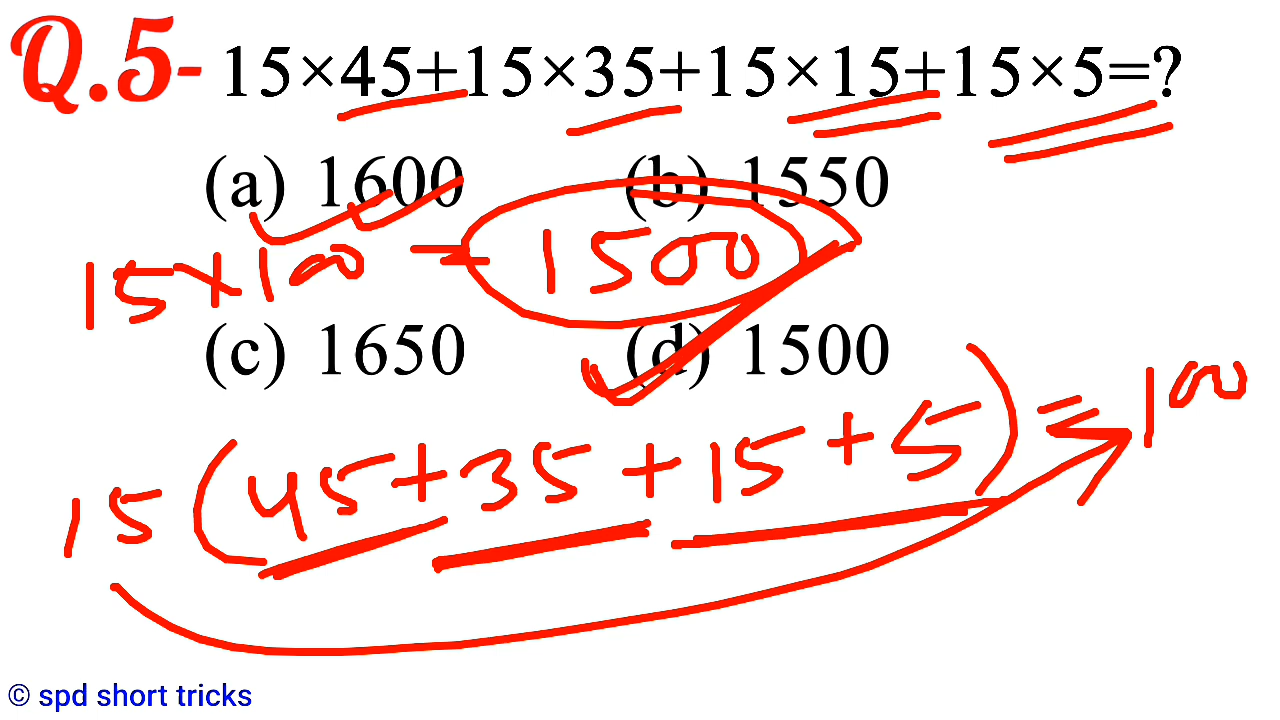 Q.5- 15×45+15×35+15×15+15×5=?
(a) 1600 (b) 1550
15×100 = 1500
(c) 1650 (d) 1500
15(45+35+15+5) = 100
© spd short tricks